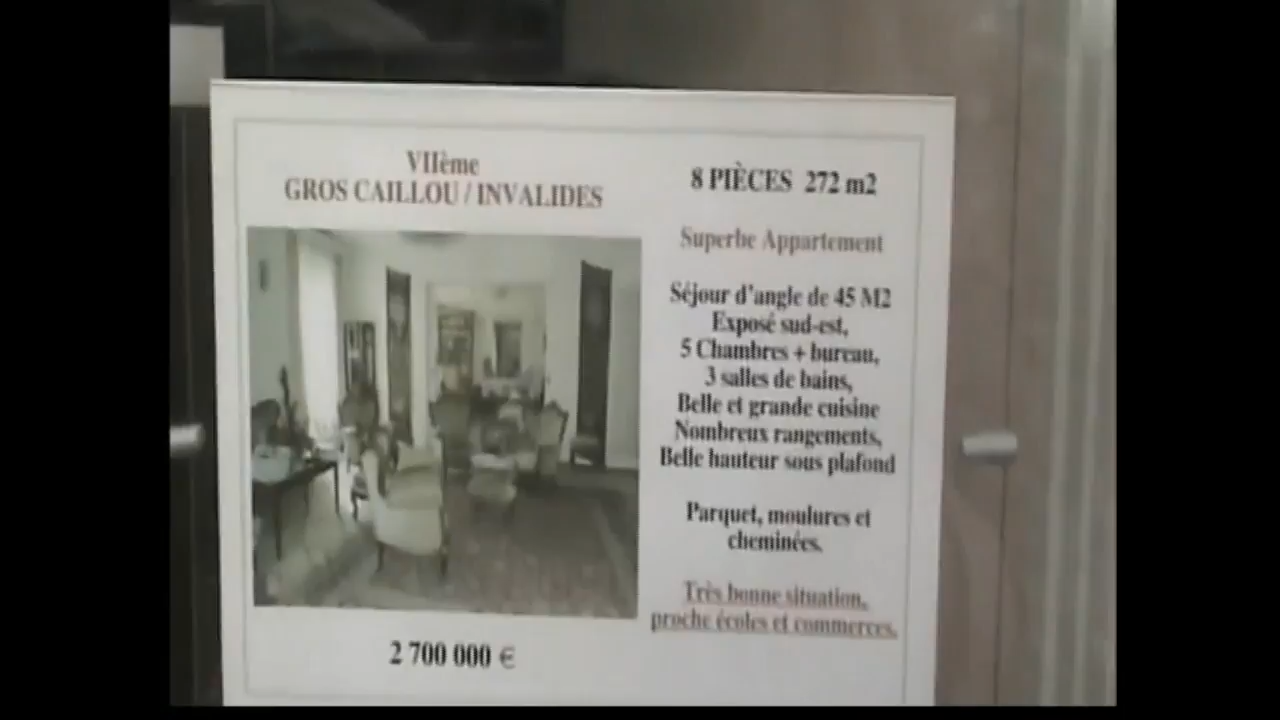 VIIème
GROS CAILLOU / INVALIDES
8 PIÈCES 272 m2
Superbe Appartement
Séjour d'angle de 45 M2
Exposé sud-est,
5 Chambres + bureau,
3 salles de bains,
Belle et grande cuisine
Nombreux rangements,
Belle hauteur sous plafond
Parquet, moulures et
cheminées.
Très bonne situation,
proche écoles et commerces.
2 700 000 €